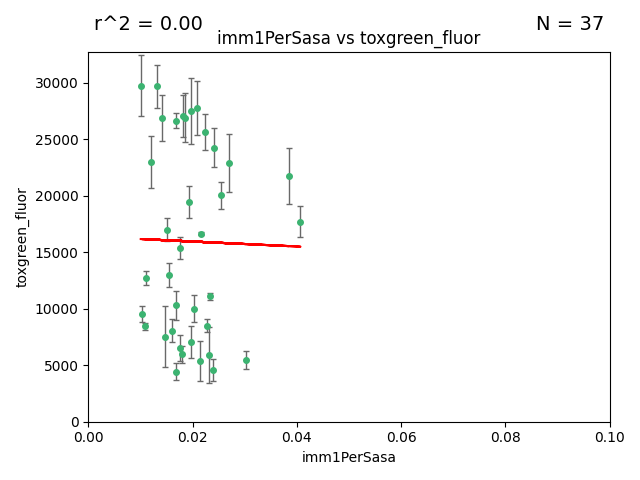 r^2 = 0.00
N = 37
imm1PerSasa vs toxgreen_fluor
toxgreen_fluor
30000
25000
20000
15000
10000
5000
0
0.00 0.02 0.04 0.06 0.08 0.10
imm1PerSasa